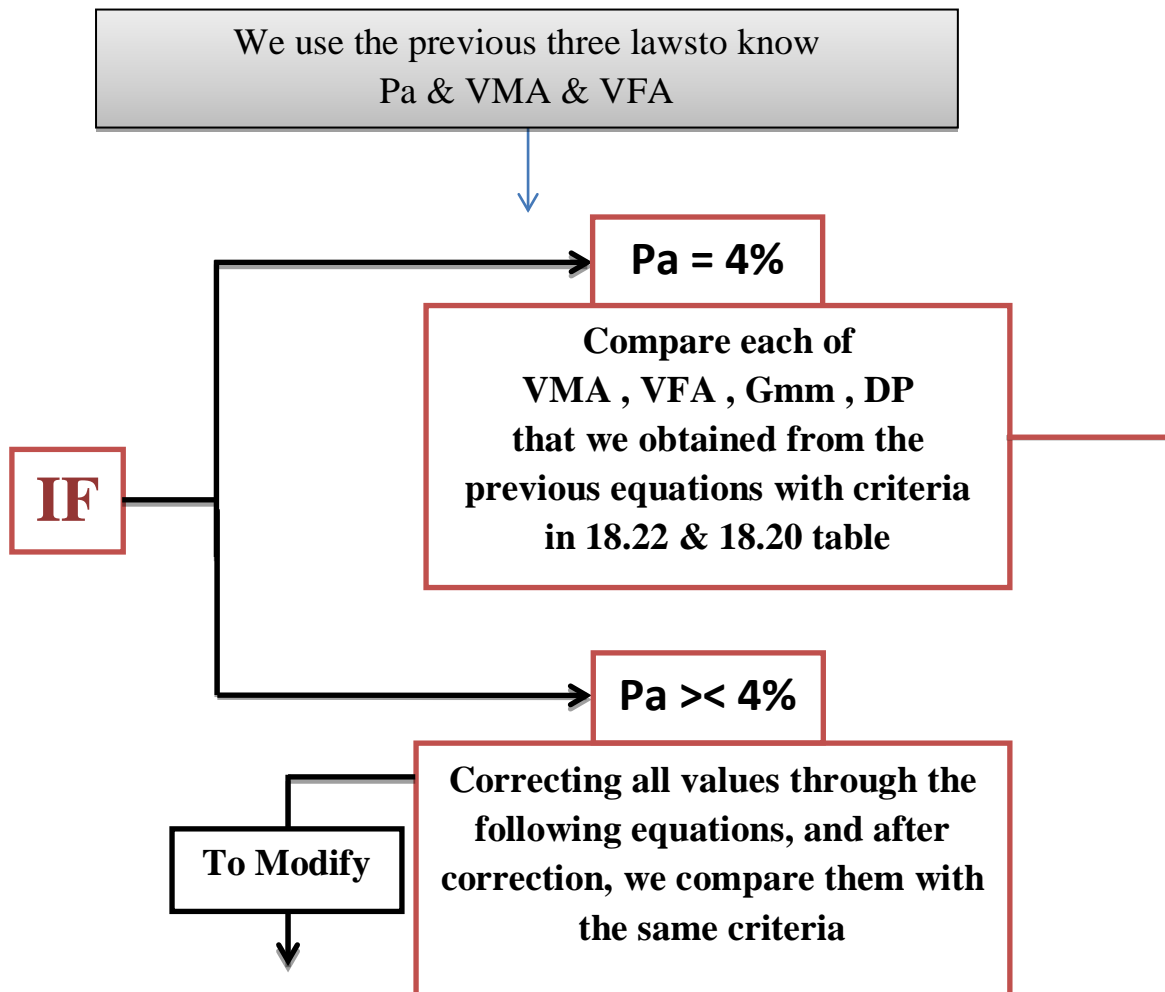 We use the previous three lawsto know
Pa & VMA & VFA
Pa = 4%
Compare each of
VMA , VFA , Gmm , DP
that we obtained from the
previous equations with criteria
in 18.22 & 18.20 table
IF
Pa >< 4%
Correcting all values through the
following equations, and after
correction, we compare them with
the same criteria
To Modify